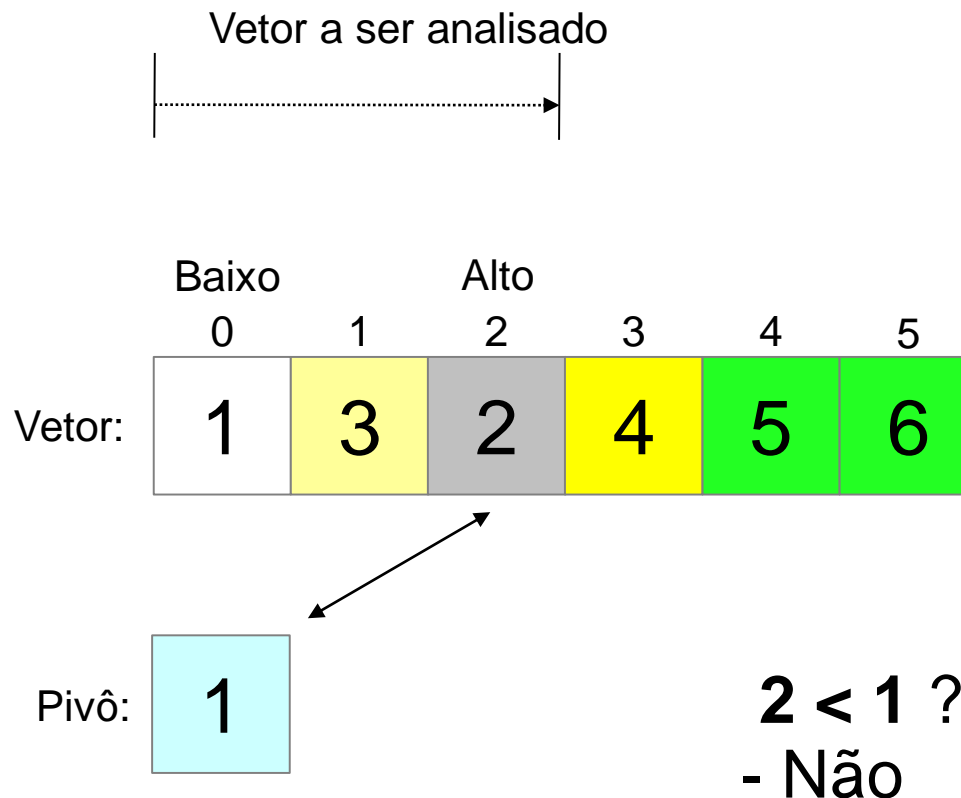 Vetor a ser analisado
Baixo Alto
0 1 2 3 4 5
Vetor: 1 3 2 4 5 6
Pivô: 1
2 < 1 ?
- Não